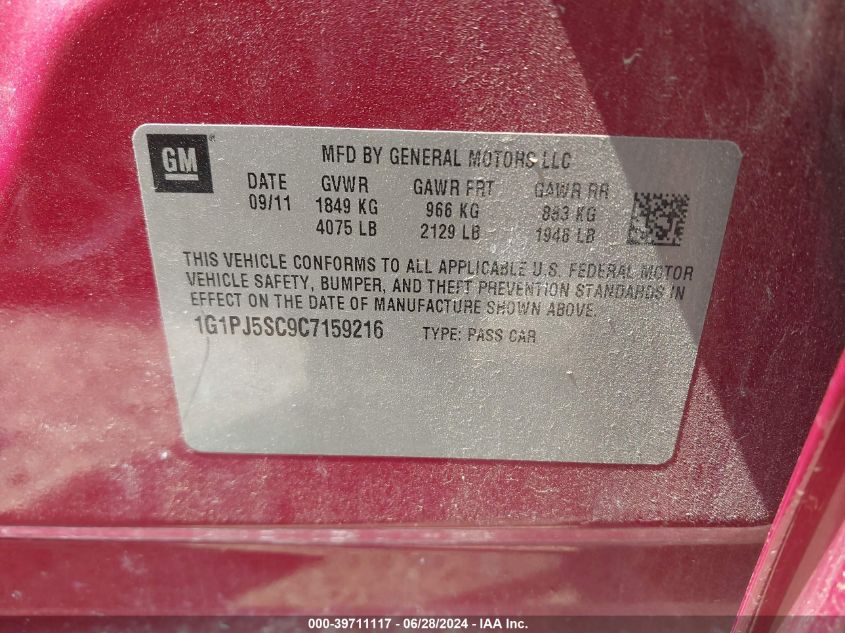 GM ®
MFD BY GENERAL MOTORS LLC
DATE GVWR GAWR FRT GAWR RR
09/11 1849 KG 966 KG 883 KG
4075 LB 2129 LB 1946 LB
THIS VEHICLE CONFORMS TO ALL APPLICABLE U.S. FEDERAL MOTOR
VEHICLE SAFETY, BUMPER, AND THEFT PREVENTION STANDARDS IN
EFFECT ON THE DATE OF MANUFACTURE SHOWN ABOVE.
1G1PJ5SC9C7159216 TYPE: PASS CAR
000-39711117 - 06/28/2024 - IAA Inc.